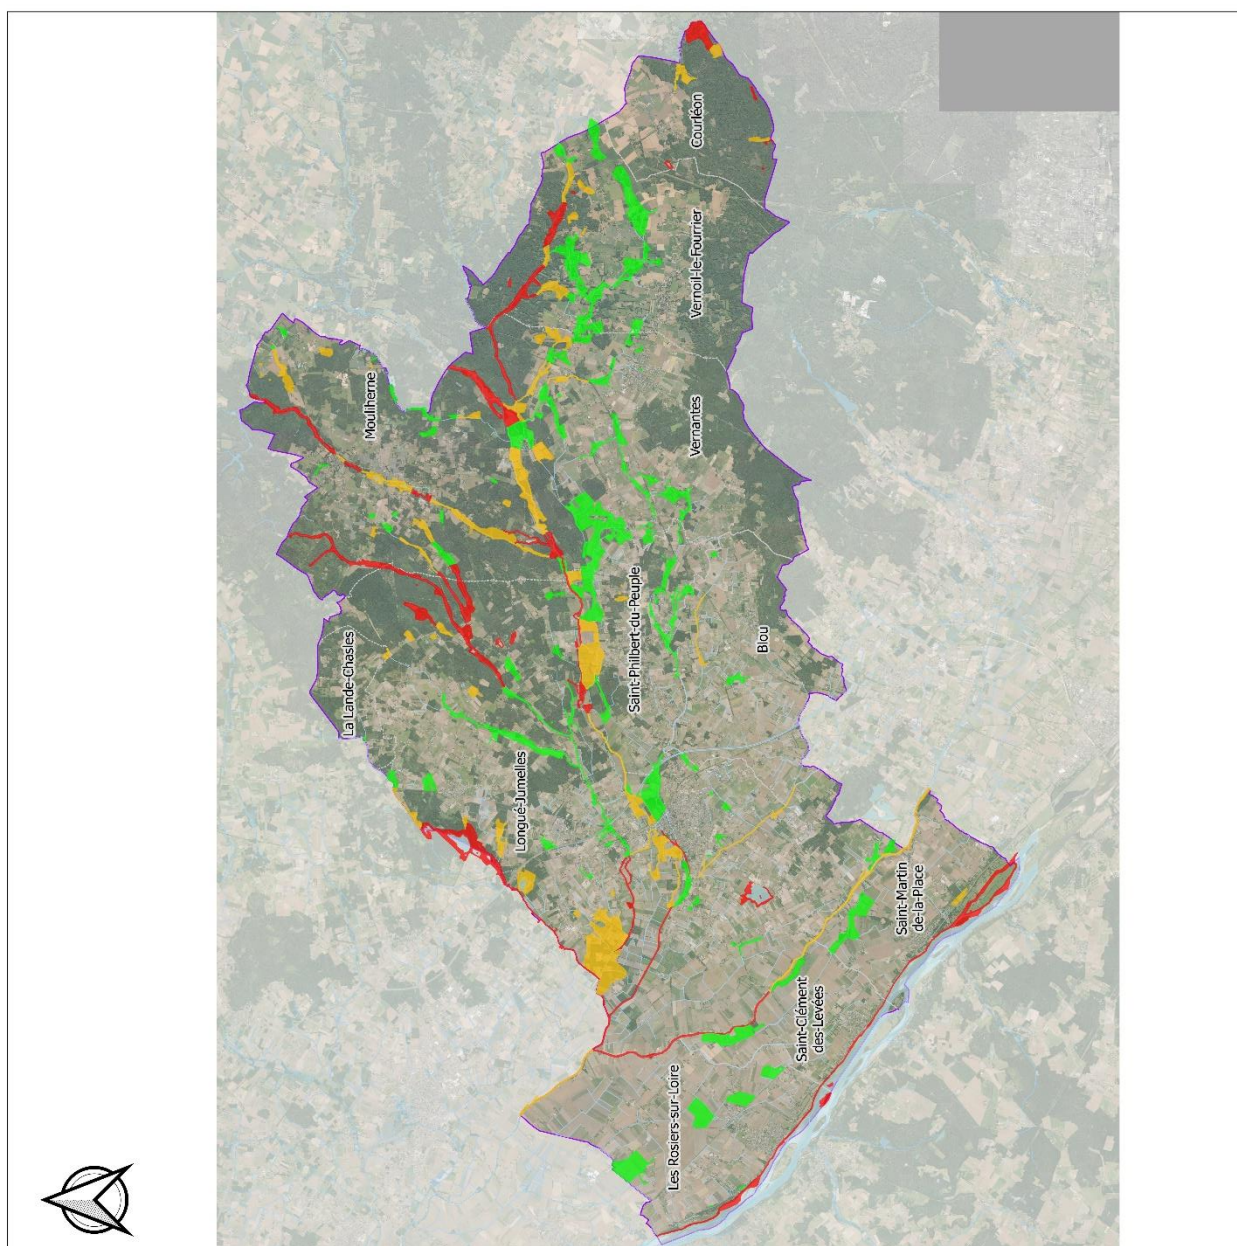 Courléon
Vernoil-le-Fourrier
Mouliherne
Vernantes
La Lande-Chasles
Saint-Philbert-du-Peuple
Blou
Longué-Jumelles
Saint-Martin
de-la-Place
Saint-Clément
des-Levées
Les Rosiers-sur-Loire